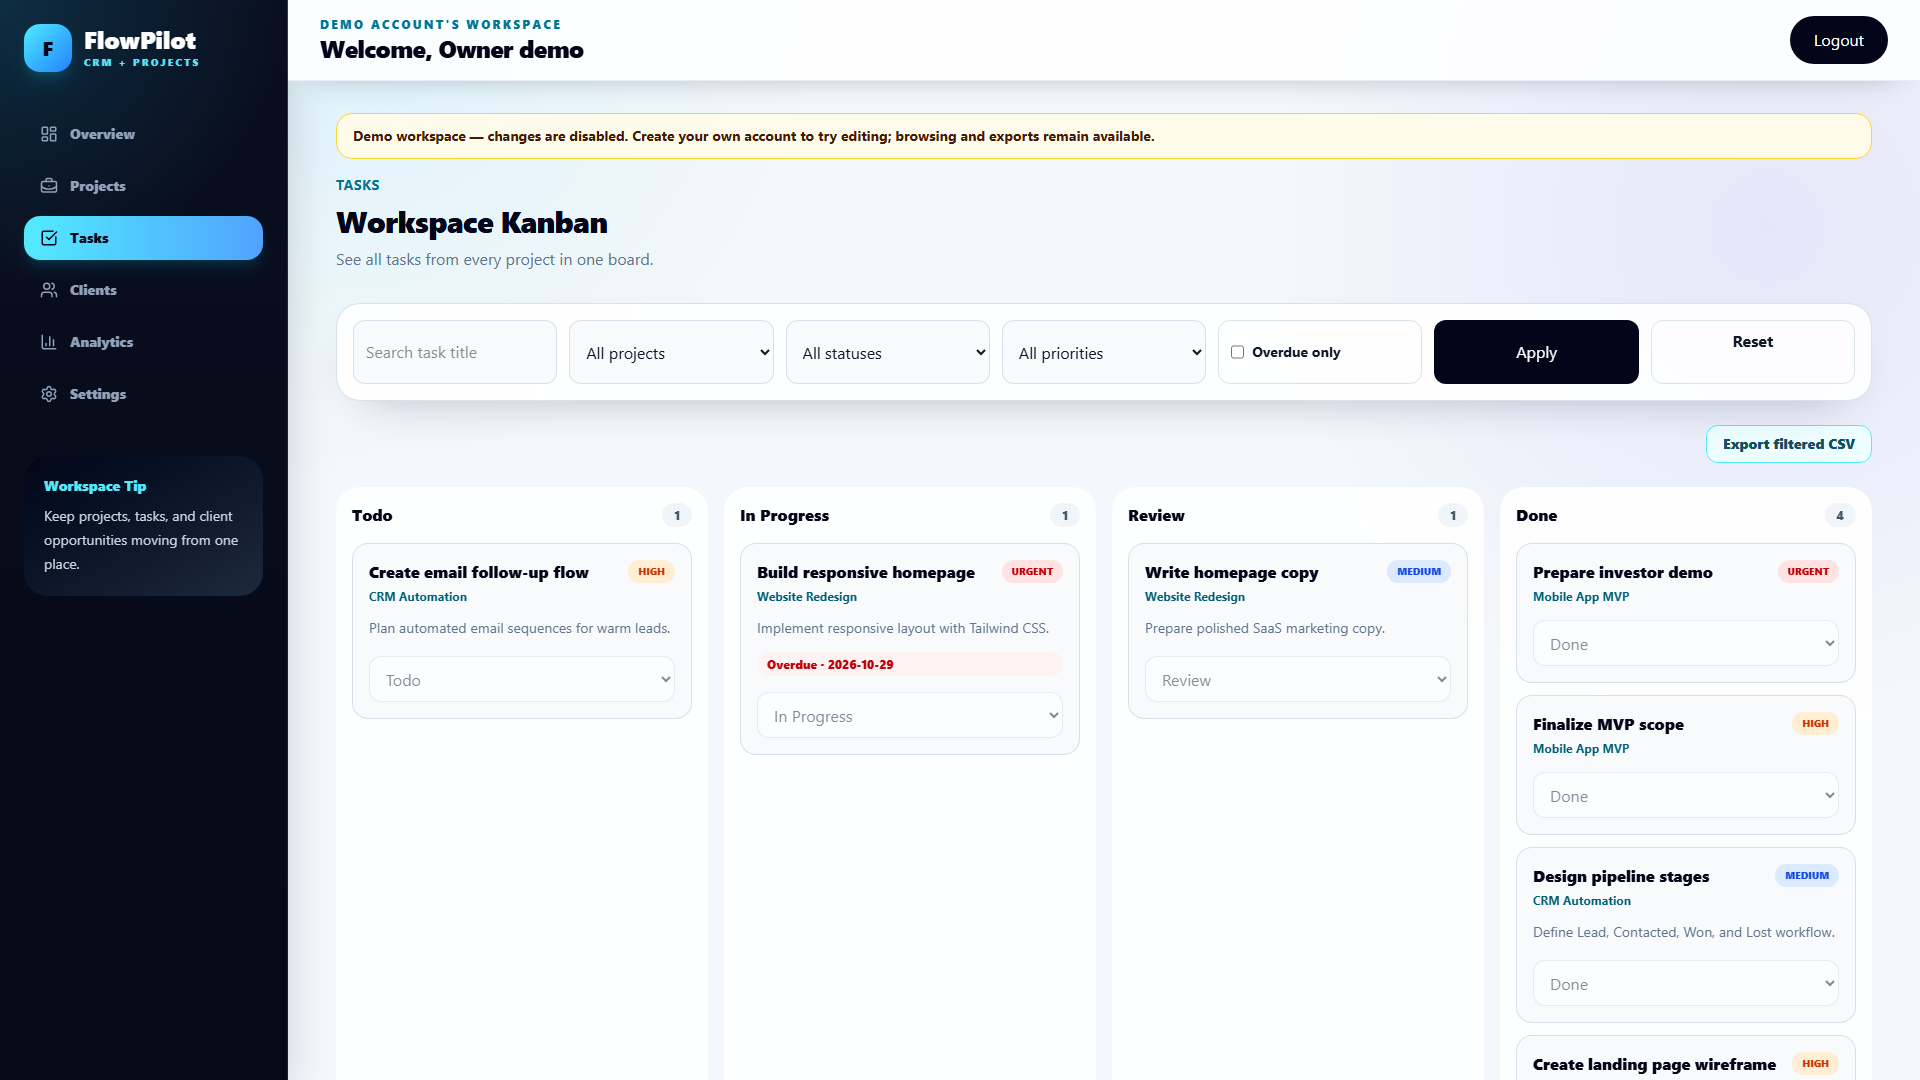 F
FlowPilot
CRM + PROJECTS
Overview
Projects
Tasks
Clients
Analytics
Settings
Workspace Tip
Keep projects, tasks, and client
opportunities moving from one
place.
DEMO ACCOUNT'S WORKSPACE
Welcome, Owner demo
Logout
Demo workspace — changes are disabled. Create your own account to try editing; browsing and exports remain available.
TASKS
Workspace Kanban
See all tasks from every project in one board.
Search task title
All projects
All statuses
All priorities
Overdue only
Apply
Reset
Export filtered CSV
Todo
1
Create email follow-up flow
HIGH
CRM Automation
Plan automated email sequences for warm leads.
Todo
In Progress
1
Build responsive homepage
URGENT
Website Redesign
Implement responsive layout with Tailwind CSS.
Overdue · 2026-10-29
In Progress
Review
1
Write homepage copy
MEDIUM
Website Redesign
Prepare polished SaaS marketing copy.
Review
Done
4
Prepare investor demo
URGENT
Mobile App MVP
Done
Finalize MVP scope
HIGH
Mobile App MVP
Done
Design pipeline stages
MEDIUM
CRM Automation
Define Lead, Contacted, Won, and Lost workflow.
Done
Create landing page wireframe
HIGH